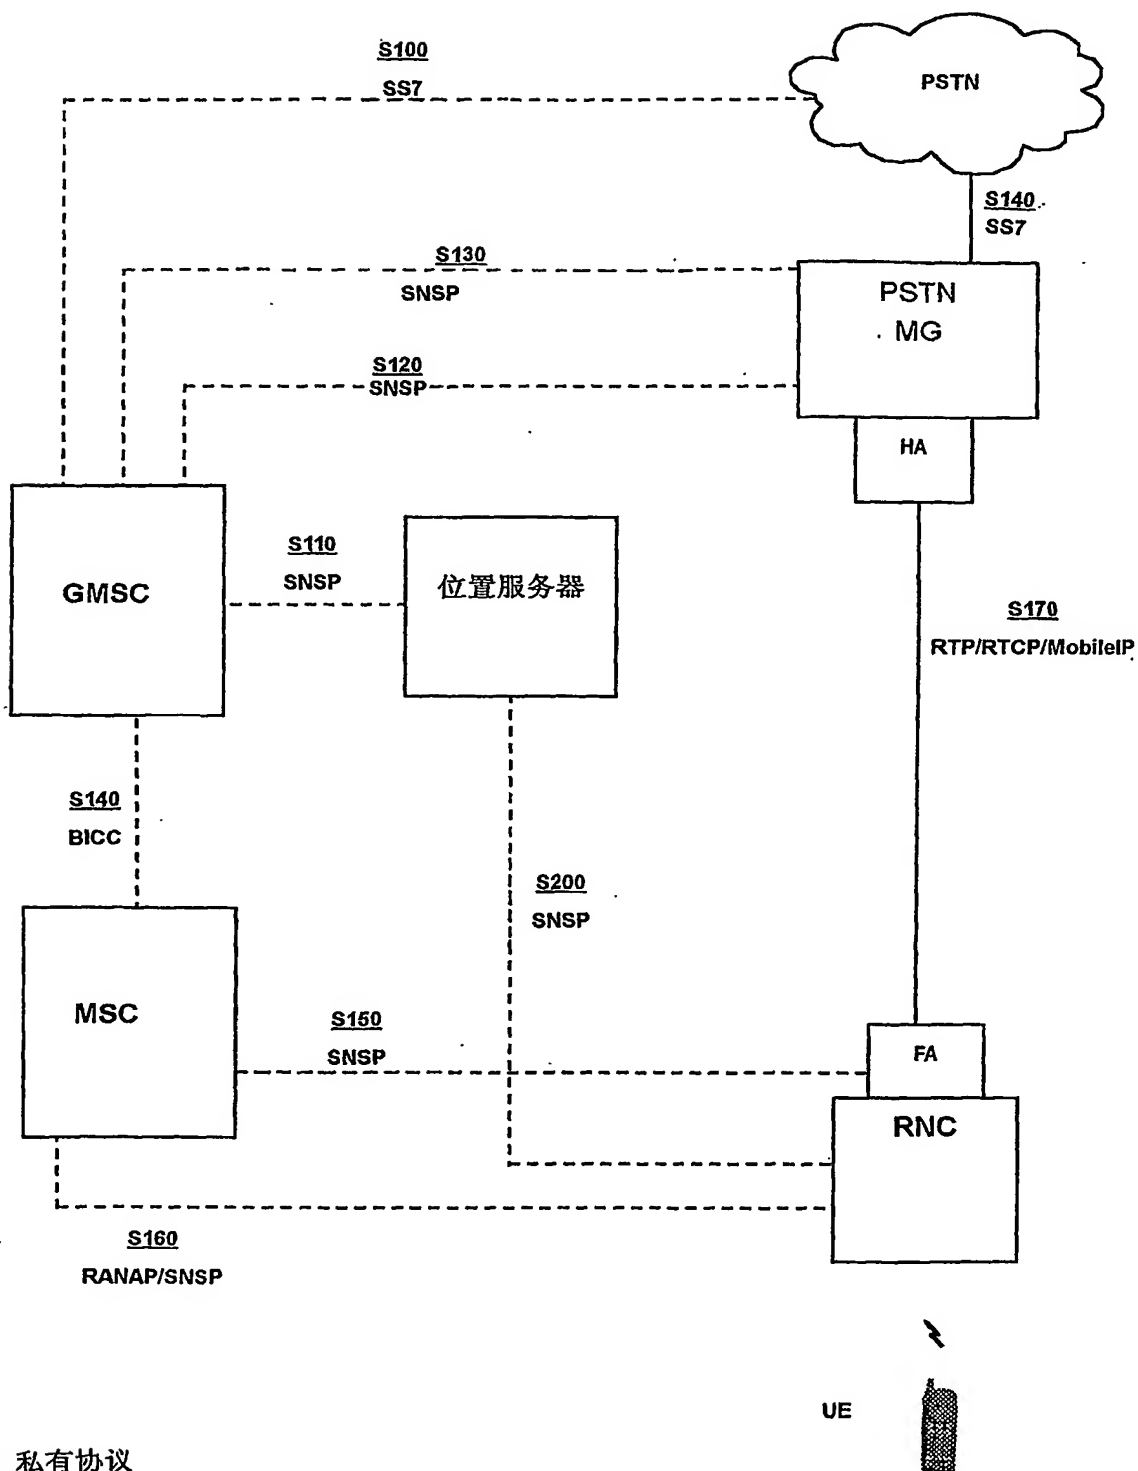 S100
SS7
PSTN
S140
SS7
S130
SNSP
PSTN
MG
S120
SNSP
HA
GMSC
S110
SNSP
位置服务器
S170
RTP/RTCP/MobileIP
S140
BICC
S200
SNSP
MSC
S150
SNSP
FA
RNC
S160
RANAP/SNSP
UE
私有协议